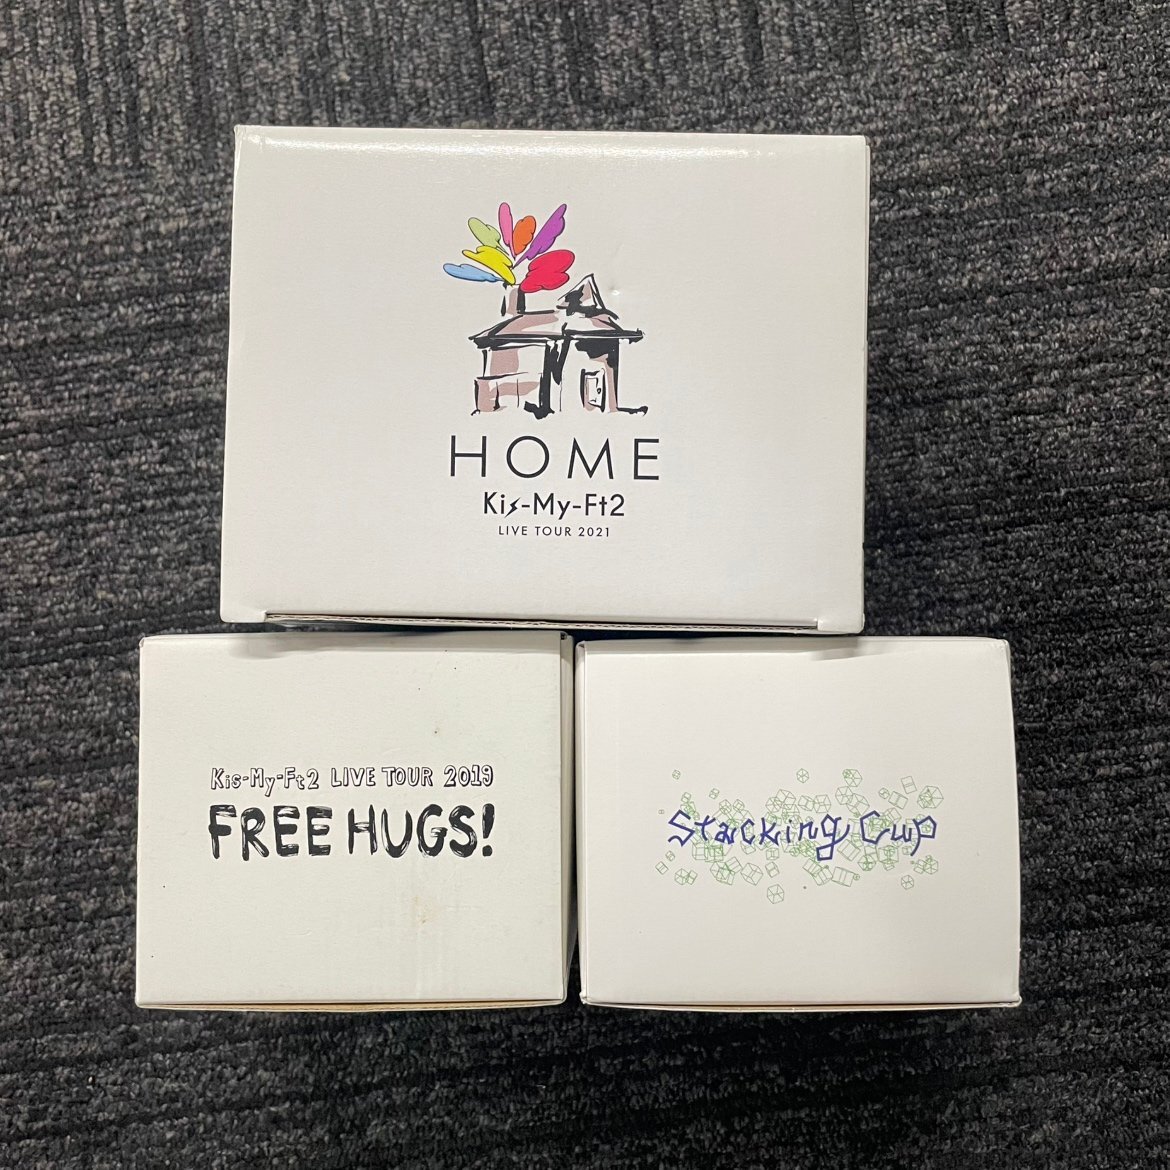 HOME
Kis-My-Ft2
LIVE TOUR 2021
Kis-My-Ft2 LIVE TOUR 2019
FREE HUGS!
Stacking Cup